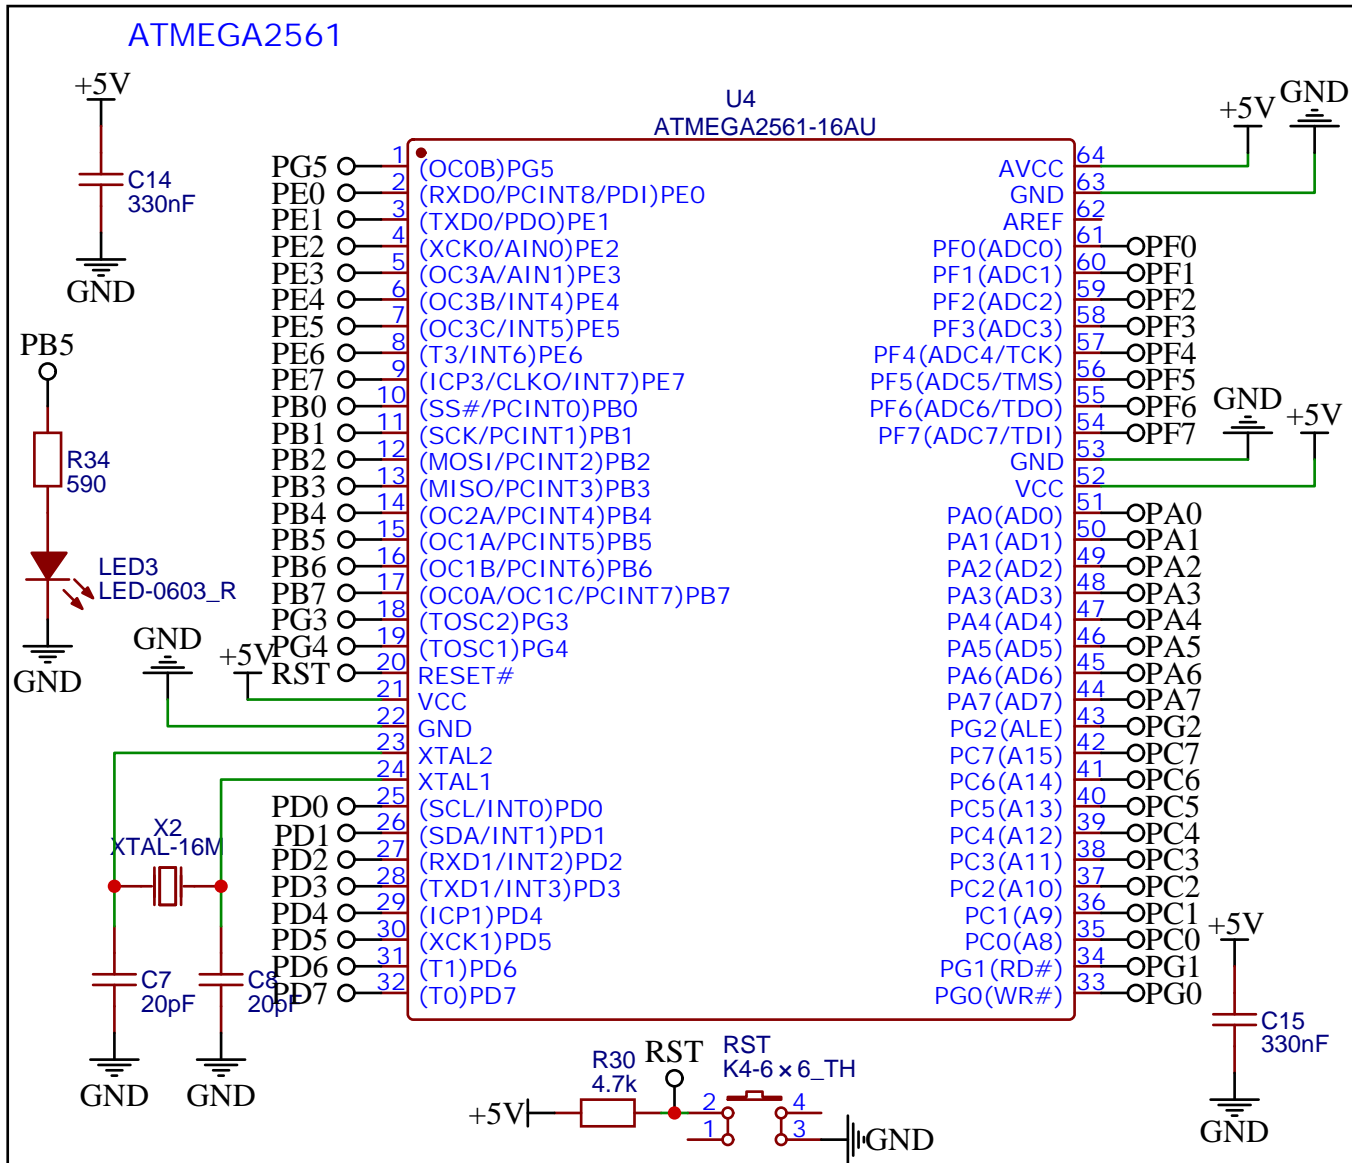 ATMEGA2561
+5V
C14
330nF
GND
PB5
R34
590
LED3
LED-0603_R
GND
GND
+5V
X2
XTAL-16M
C7
20pF
C8
20pF
GND
GND
U4
ATMEGA2561-16AU
PG5 1 (OC0B)PG5
PE0 2 (RXD0/PCINT8/PDI)PE0
PE1 3 (TXD0/PDO)PE1
PE2 4 (XCK0/AIN0)PE2
PE3 5 (OC3A/AIN1)PE3
PE4 6 (OC3B/INT4)PE4
PE5 7 (OC3C/INT5)PE5
PE6 8 (T3/INT6)PE6
PE7 9 (ICP3/CLKO/INT7)PE7
PB0 10 (SS#/PCINT0)PB0
PB1 11 (SCK/PCINT1)PB1
PB2 12 (MOSI/PCINT2)PB2
PB3 13 (MISO/PCINT3)PB3
PB4 14 (OC2A/PCINT4)PB4
PB5 15 (OC1A/PCINT5)PB5
PB6 16 (OC1B/PCINT6)PB6
PB7 17 (OC0A/OC1C/PCINT7)PB7
PG3 18 (TOSC2)PG3
PG4 19 (TOSC1)PG4
RST 20 RESET#
21 VCC
22 GND
23 XTAL2
24 XTAL1
PD0 25 (SCL/INT0)PD0
PD1 26 (SDA/INT1)PD1
PD2 27 (RXD1/INT2)PD2
PD3 28 (TXD1/INT3)PD3
PD4 29 (ICP1)PD4
PD5 30 (XCK1)PD5
PD6 31 (T1)PD6
PD7 32 (T0)PD7
+5V
GND
AVCC 64
GND 63
AREF 62
PF0(ADC0) 61 PF0
PF1(ADC1) 60 PF1
PF2(ADC2) 59 PF2
PF3(ADC3) 58 PF3
PF4(ADC4/TCK) 57 PF4
PF5(ADC5/TMS) 56 PF5
PF6(ADC6/TDO) 55 PF6
PF7(ADC7/TDI) 54 PF7
GND
+5V
GND 53
VCC 52
PA0(AD0) 51 PA0
PA1(AD1) 50 PA1
PA2(AD2) 49 PA2
PA3(AD3) 48 PA3
PA4(AD4) 47 PA4
PA5(AD5) 46 PA5
PA6(AD6) 45 PA6
PA7(AD7) 44 PA7
PG2(ALE) 43 PG2
PC7(A15) 42 PC7
PC6(A14) 41 PC6
PC5(A13) 40 PC5
PC4(A12) 39 PC4
PC3(A11) 38 PC3
PC2(A10) 37 PC2
PC1(A9) 36 PC1
PC0(A8) 35 PC0
PG1(RD#) 34 PG1
PG0(WR#) 33 PG0
+5V
C15
330nF
GND
R30
4.7k
RST
RST
K4-6×6_TH
+5V
2 4
1 3
GND